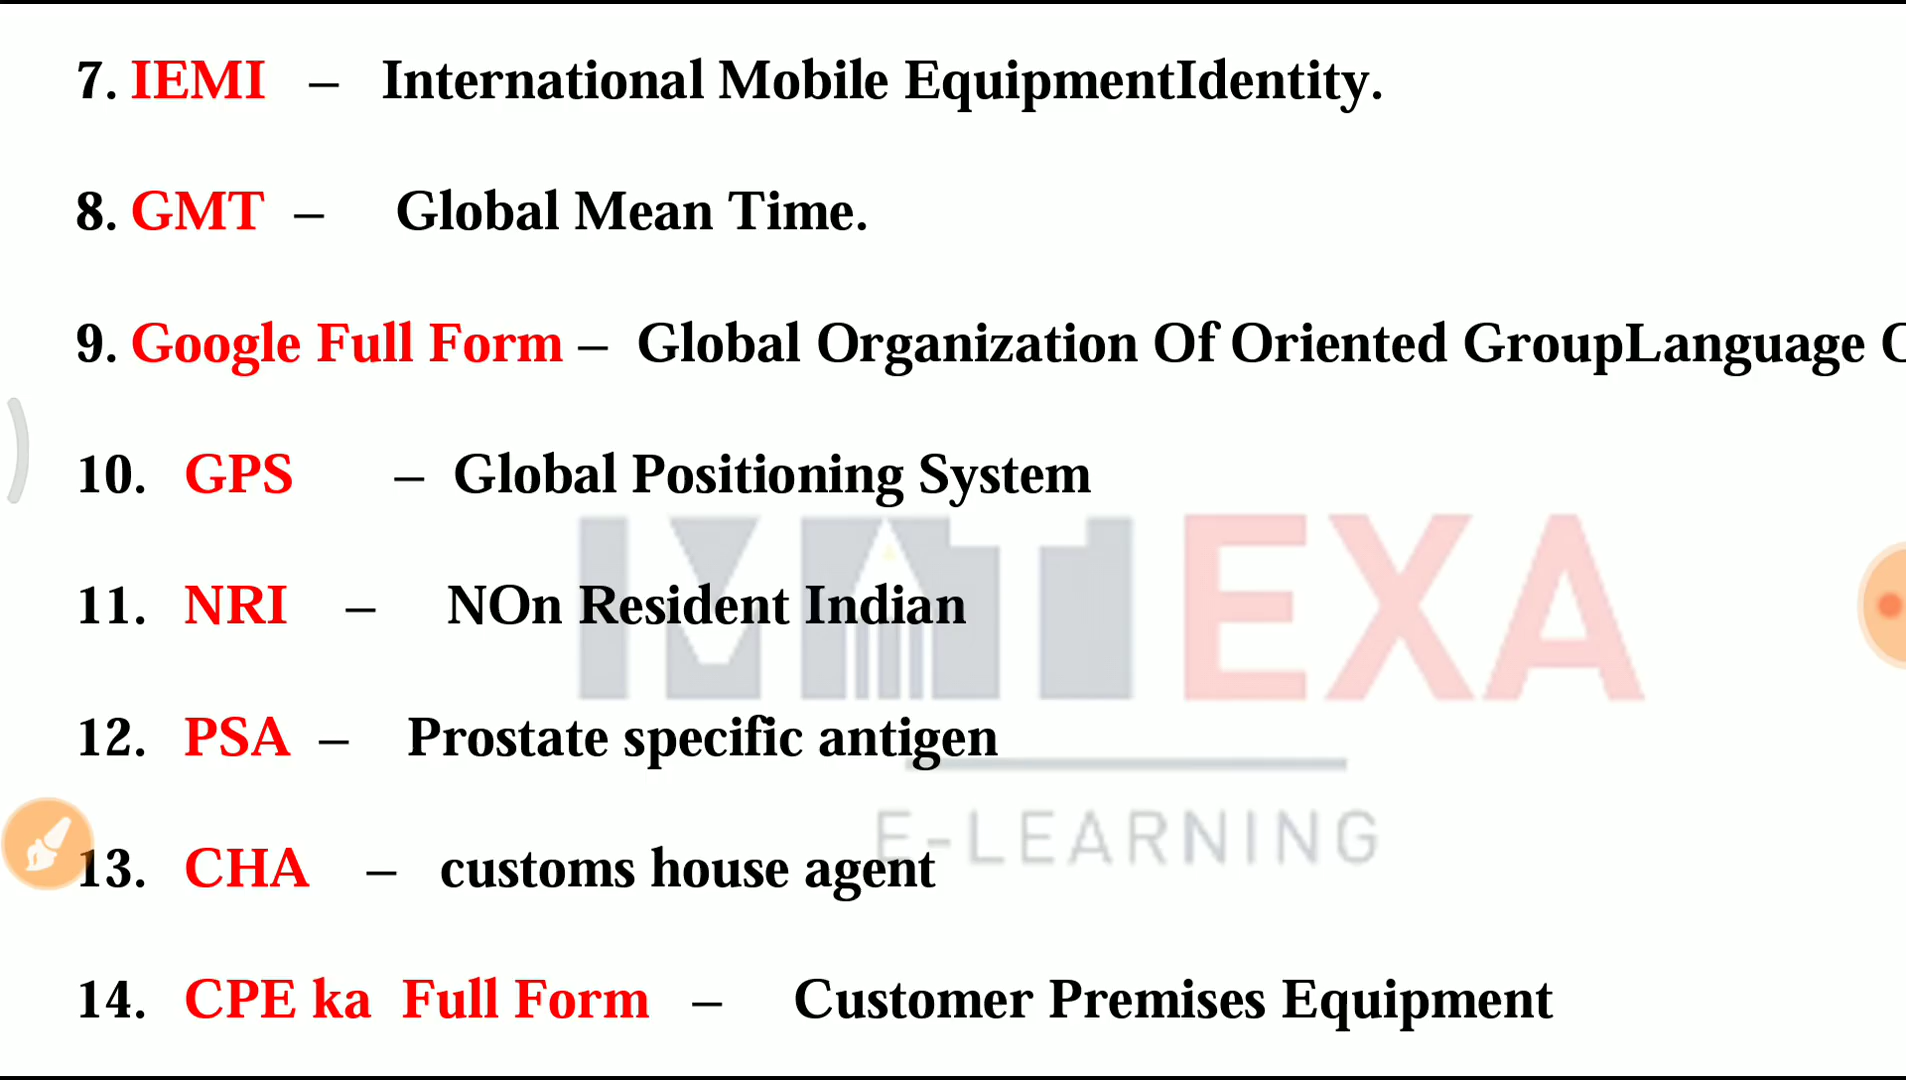 7. IEMI – International Mobile EquipmentIdentity.
8. GMT – Global Mean Time.
9. Google Full Form – Global Organization Of Oriented GroupLanguage
10. GPS – Global Positioning System
11. NRI – NOn Resident Indian
12. PSA – Prostate specific antigen
13. CHA – customs house agent
14. CPE ka Full Form – Customer Premises Equipment
EXA
E-LEARNING